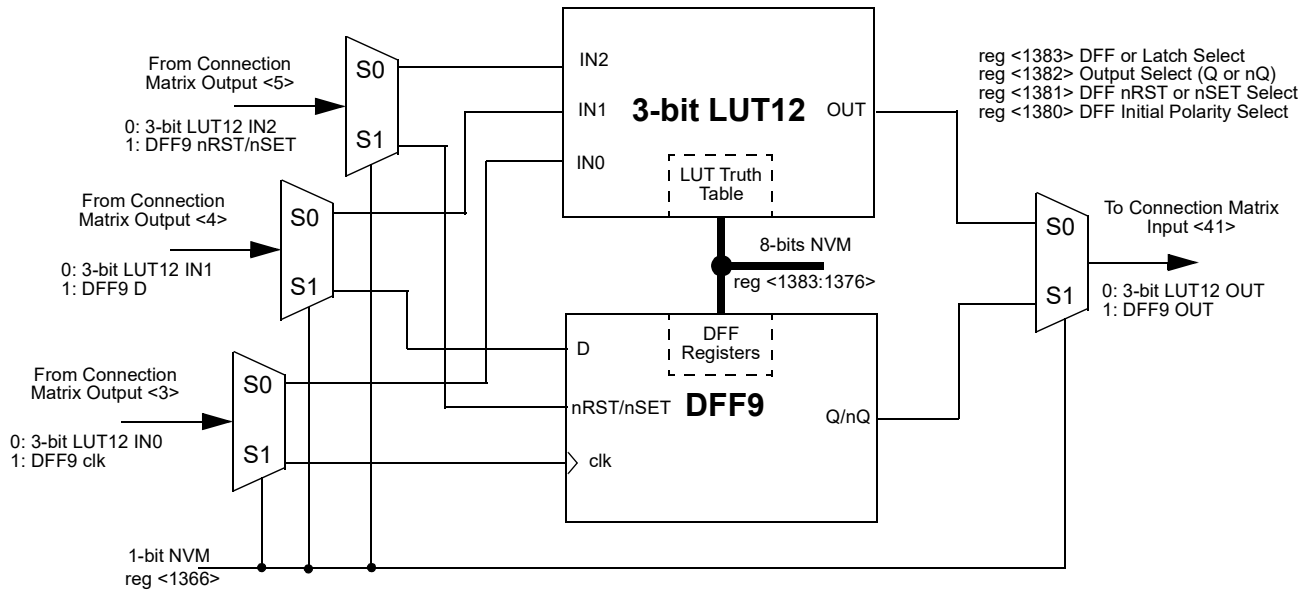 From Connection
Matrix Output <5>
0: 3-bit LUT12 IN2
1: DFF9 nRST/nSET
S0
S1
From Connection
Matrix Output <4>
0: 3-bit LUT12 IN1
1: DFF9 D
S0
S1
From Connection
Matrix Output <3>
0: 3-bit LUT12 IN0
1: DFF9 clk
S0
S1
1-bit NVM
reg <1366>
IN2
IN1
IN0
3-bit LUT12
OUT
LUT Truth
Table
8-bits NVM
reg <1383:1376>
DFF
Registers
D
nRST/nSET
clk
DFF9
Q/nQ
reg <1383> DFF or Latch Select
reg <1382> Output Select (Q or nQ)
reg <1381> DFF nRST or nSET Select
reg <1380> DFF Initial Polarity Select
S0
S1
To Connection Matrix
Input <41>
0: 3-bit LUT12 OUT
1: DFF9 OUT